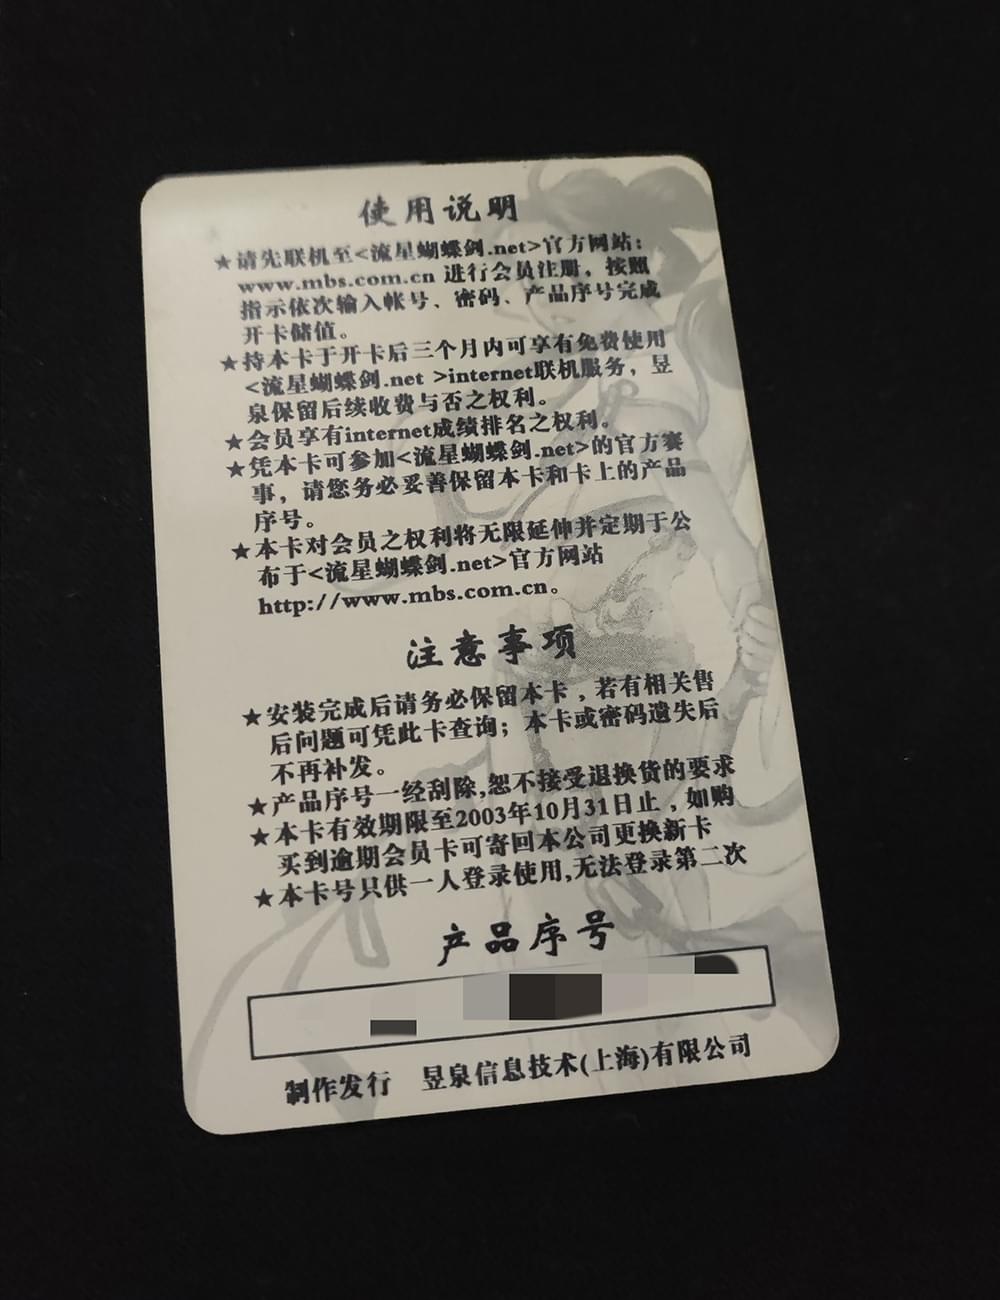 使用说明
★请先联机至<流星蝴蝶剑.net>官方网站:
www.mbs.com.cn 进行会员注册，按照
指示依次输入帐号、密码、产品序号完成
开卡储值。
★持本卡于开卡后三个月内可享有免费使用
<流星蝴蝶剑.net >internet联机服务，昱
泉保留后续收费与否之权利。
★会员享有internet成绩排名之权利。
★凭本卡可参加<流星蝴蝶剑.net>的官方赛
事，请您务必妥善保留本卡和卡上的产品
序号。
★本卡对会员之权利将无限延伸并定期于公
布于<流星蝴蝶剑.net>官方网站
http://www.mbs.com.cn。
注意事项
★安装完成后请务必保留本卡，若有相关售
后问题可凭此卡查询；本卡或密码遗失后
不再补发。
★产品序号一经刮除,恕不接受退换货的要求
★本卡有效期限至2003年10月31日止，如购
买到逾期会员卡可寄回本公司更换新卡
★本卡号只供一人登录使用,无法登录第二次
产品序号
制作发行 昱泉信息技术(上海)有限公司